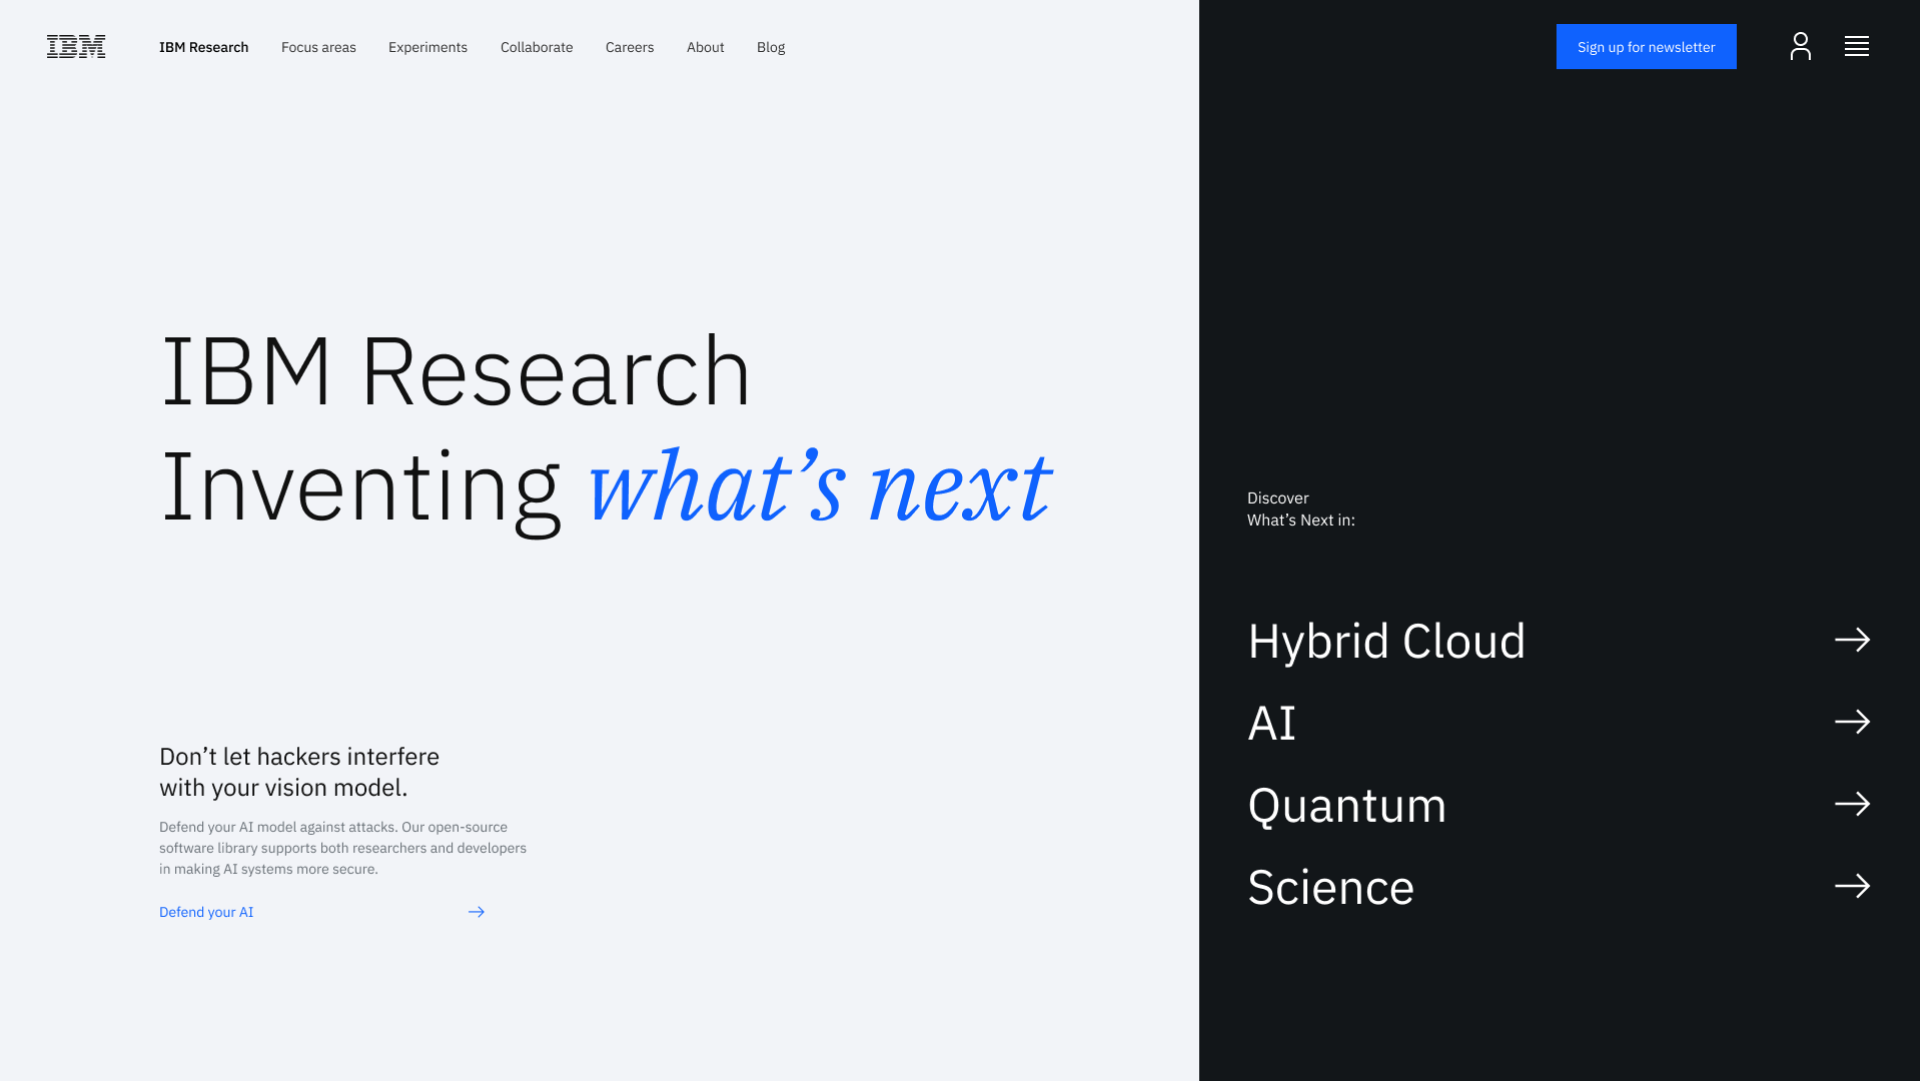 IBM
IBM Research
Focus areas
Experiments
Collaborate
Careers
About
Blog
Sign up for newsletter
IBM Research
Inventing what’s next
Don’t let hackers interfere
with your vision model.
Defend your AI model against attacks. Our open-source
software library supports both researchers and developers
in making AI systems more secure.
Defend your AI
Discover
What’s Next in:
Hybrid Cloud
AI
Quantum
Science